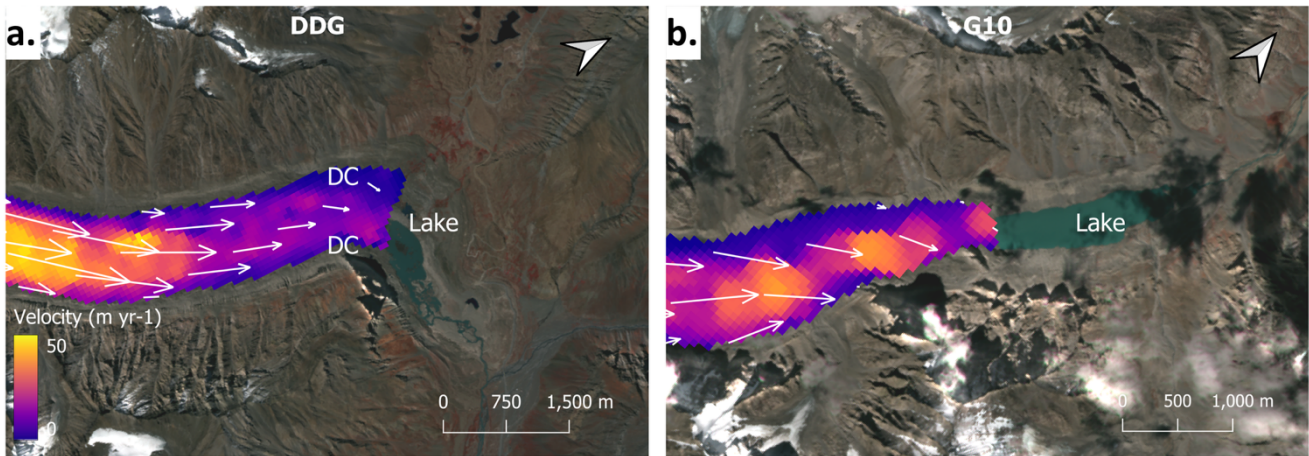 a.
DDG
DC
Lake
DC
Velocity (m yr-1)
50
0
0 750 1,500 m
b.
G10
Lake
0 500 1,000 m